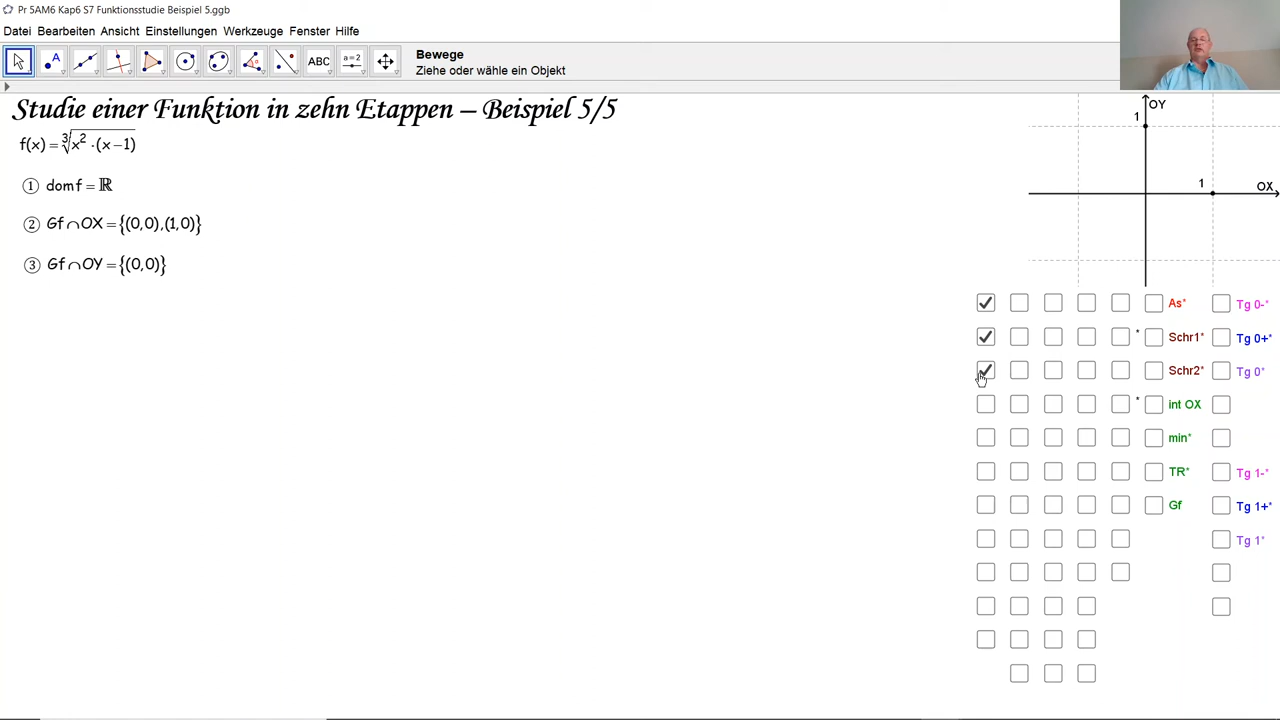 Pr 5AM6 Kap6 S7 Funktionsstudie Beispiel 5.ggb
Datei Bearbeiten Ansicht Einstellungen Werkzeuge Fenster Hilfe
A ABC a=2
Bewege
Ziehe oder wähle ein Objekt
Studie einer Funktion in zehn Etappen – Beispiel 5/5
f(x) = ∛x² · (x−1)
① dom f = ℝ
② Gf ∩ OX = {(0,0),(1,0)}
③ Gf ∩ OY = {(0,0)}
OY
1
1
OX
As* Tg 0-*
* Schr1* Tg 0+*
Schr2* Tg 0*
* int OX
min*
TR* Tg 1-*
Gf Tg 1+*
Tg 1*